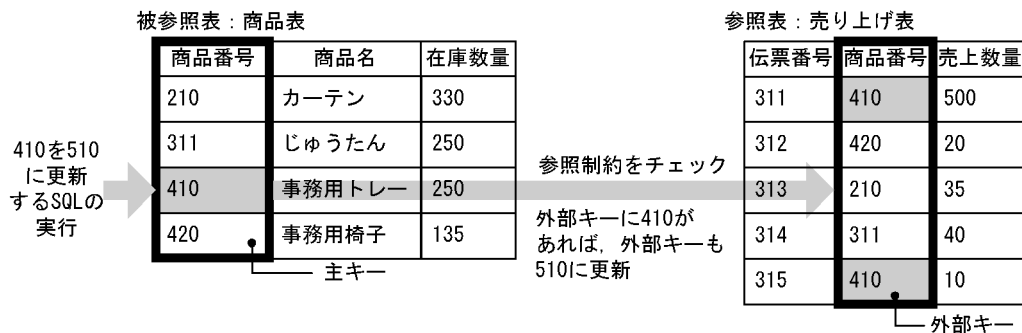 被参照表:商品表
商品番号 商品名 在庫数量
210 カーテン 330
311 じゅうたん 250
410 事務用トレー 250
420 事務用椅子 135
主キー
410を510
に更新
するSQLの
実行
参照制約をチェック
外部キーに410が
あれば,外部キーも
510に更新
参照表:売り上げ表
伝票番号 商品番号 売上数量
311 410 500
312 420 20
313 210 35
314 311 40
315 410 10
外部キー